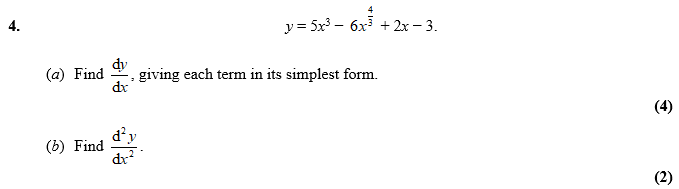 4. y = 5x³ − 6x^(4/3) + 2x − 3.
(a) Find dy/dx, giving each term in its simplest form.
(4)
(b) Find d²y/dx².
(2)